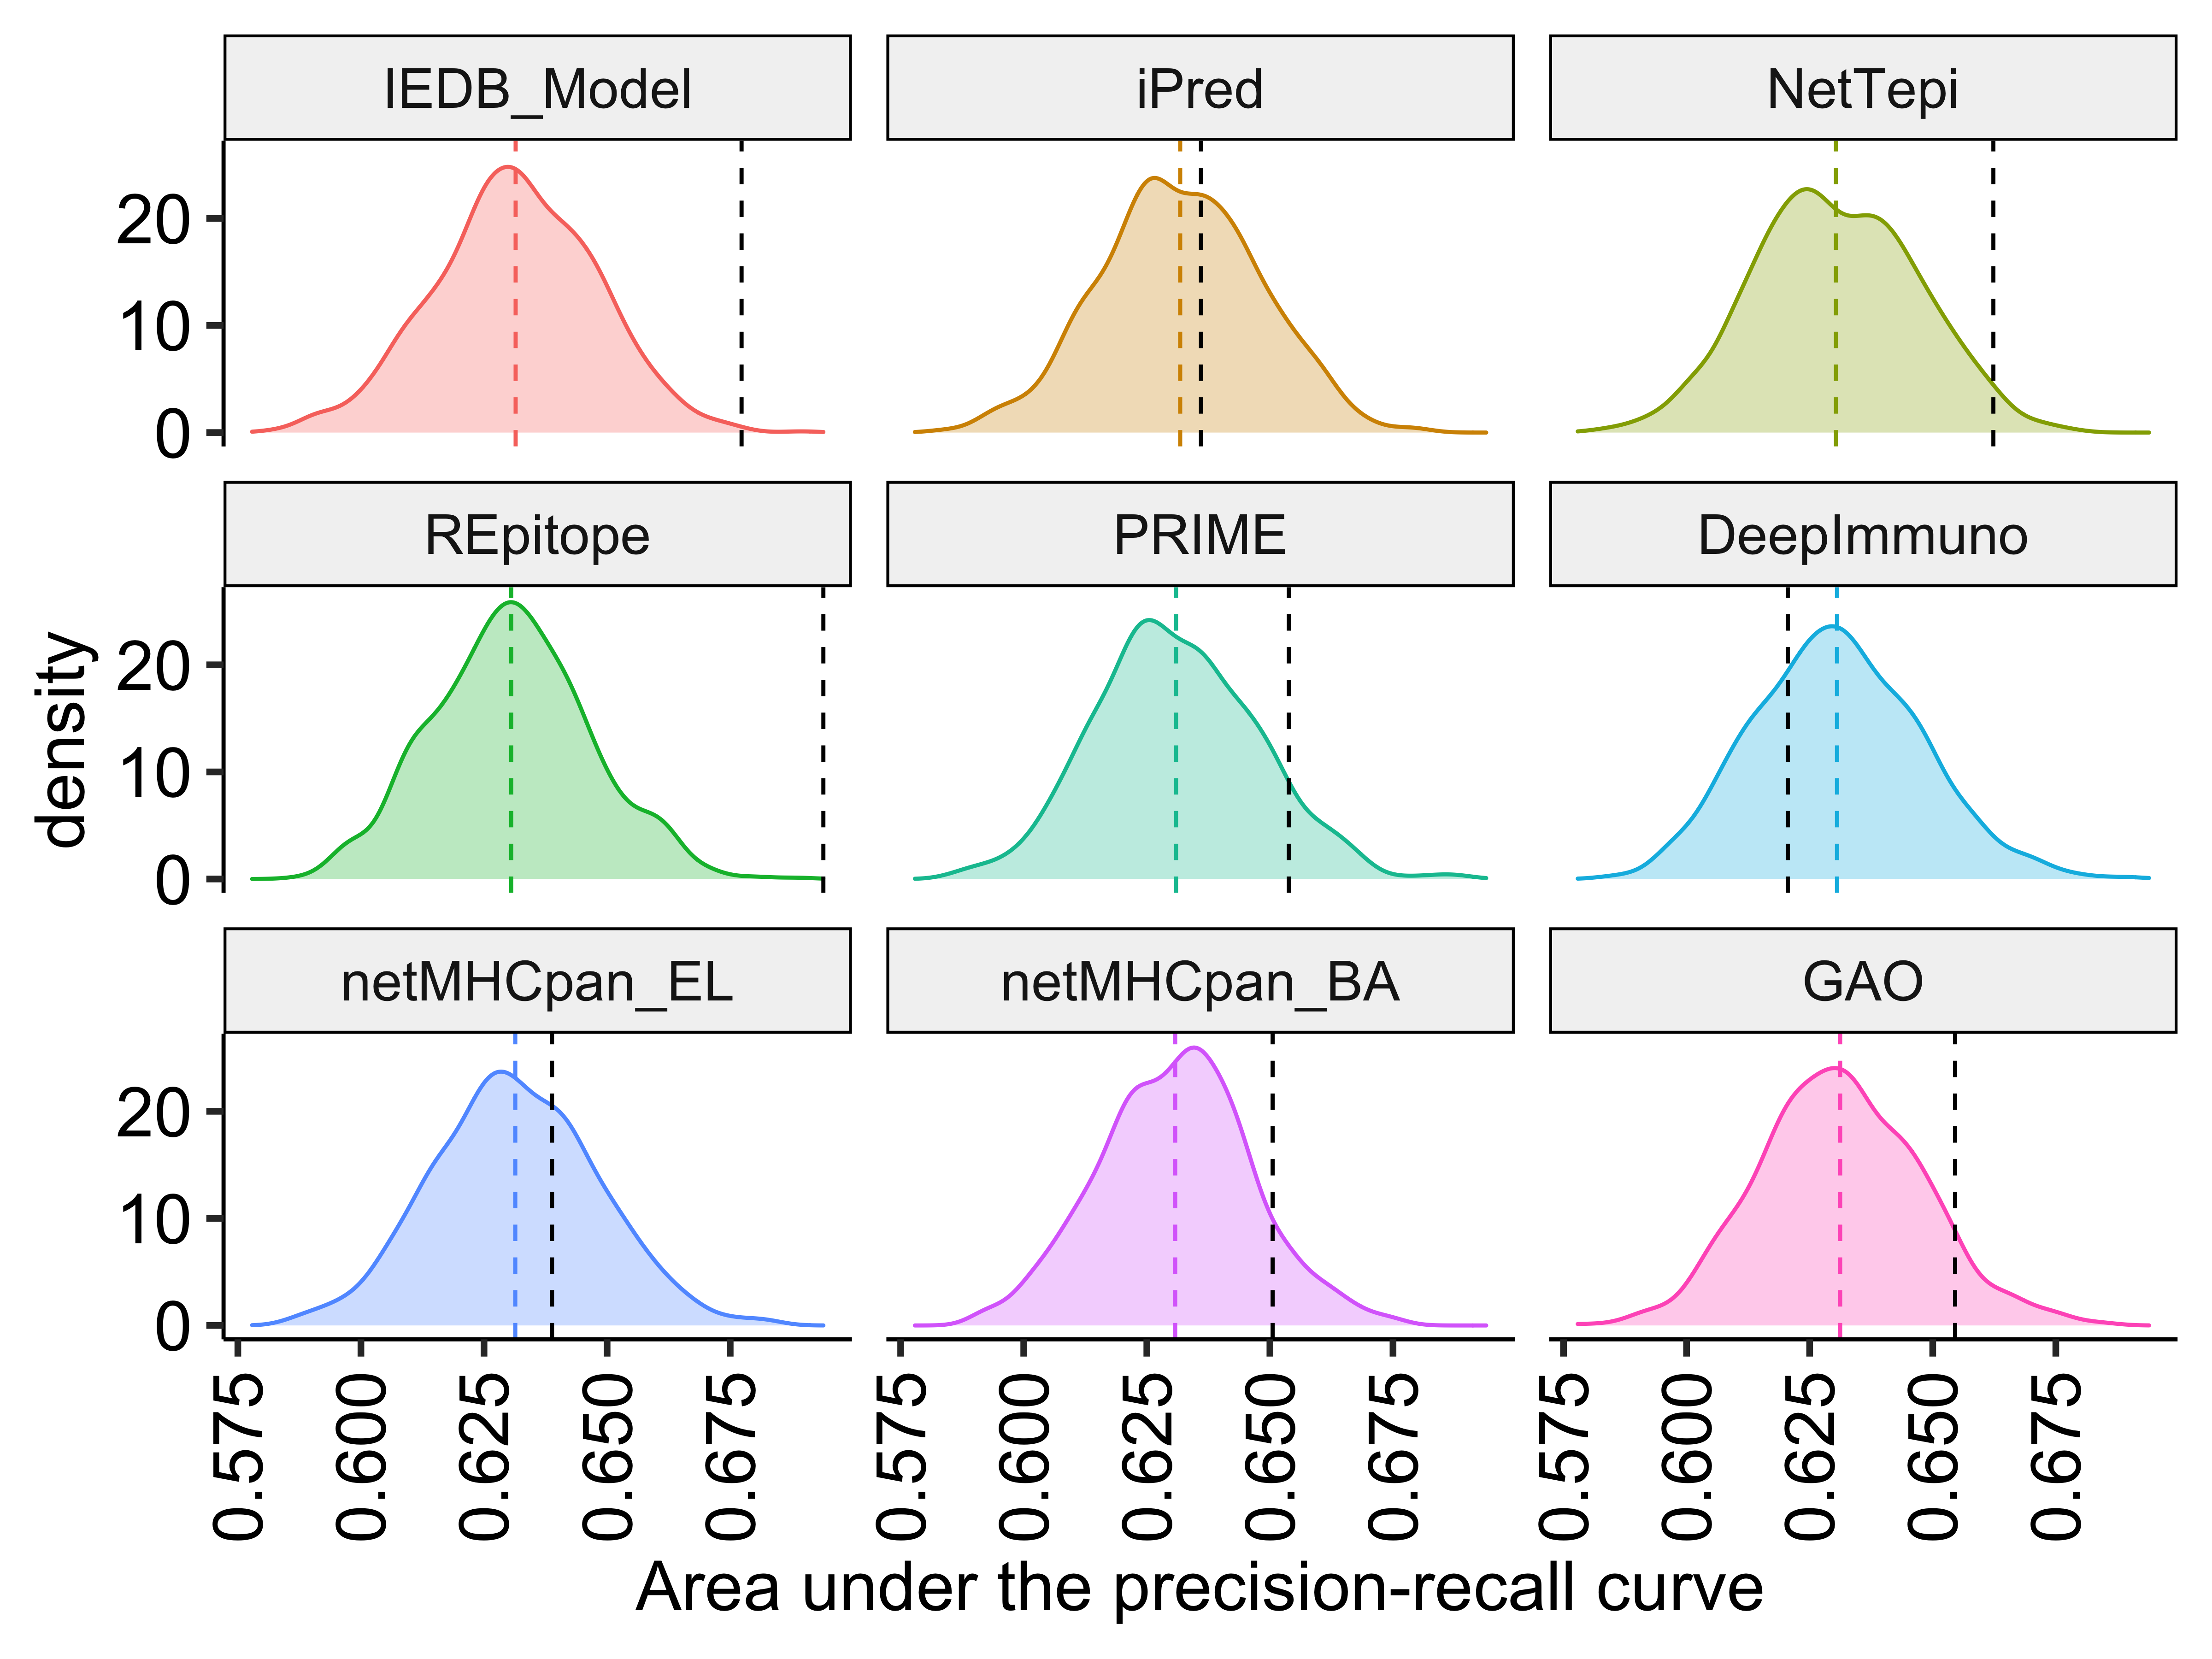 IEDB_Model
iPred
NetTepi
20
10
0
REpitope
PRIME
DeepImmuno
density
20
10
0
netMHCpan_EL
netMHCpan_BA
GAO
20
10
0
0.575
0.600
0.625
0.650
0.675
0.575
0.600
0.625
0.650
0.675
0.575
0.600
0.625
0.650
0.675
Area under the precision-recall curve